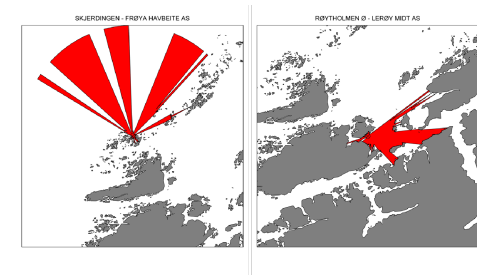 SKJERDINGEN - FRØYA HAVBEITE AS
RØYTHOLMEN Ø - LERØY MIDT AS